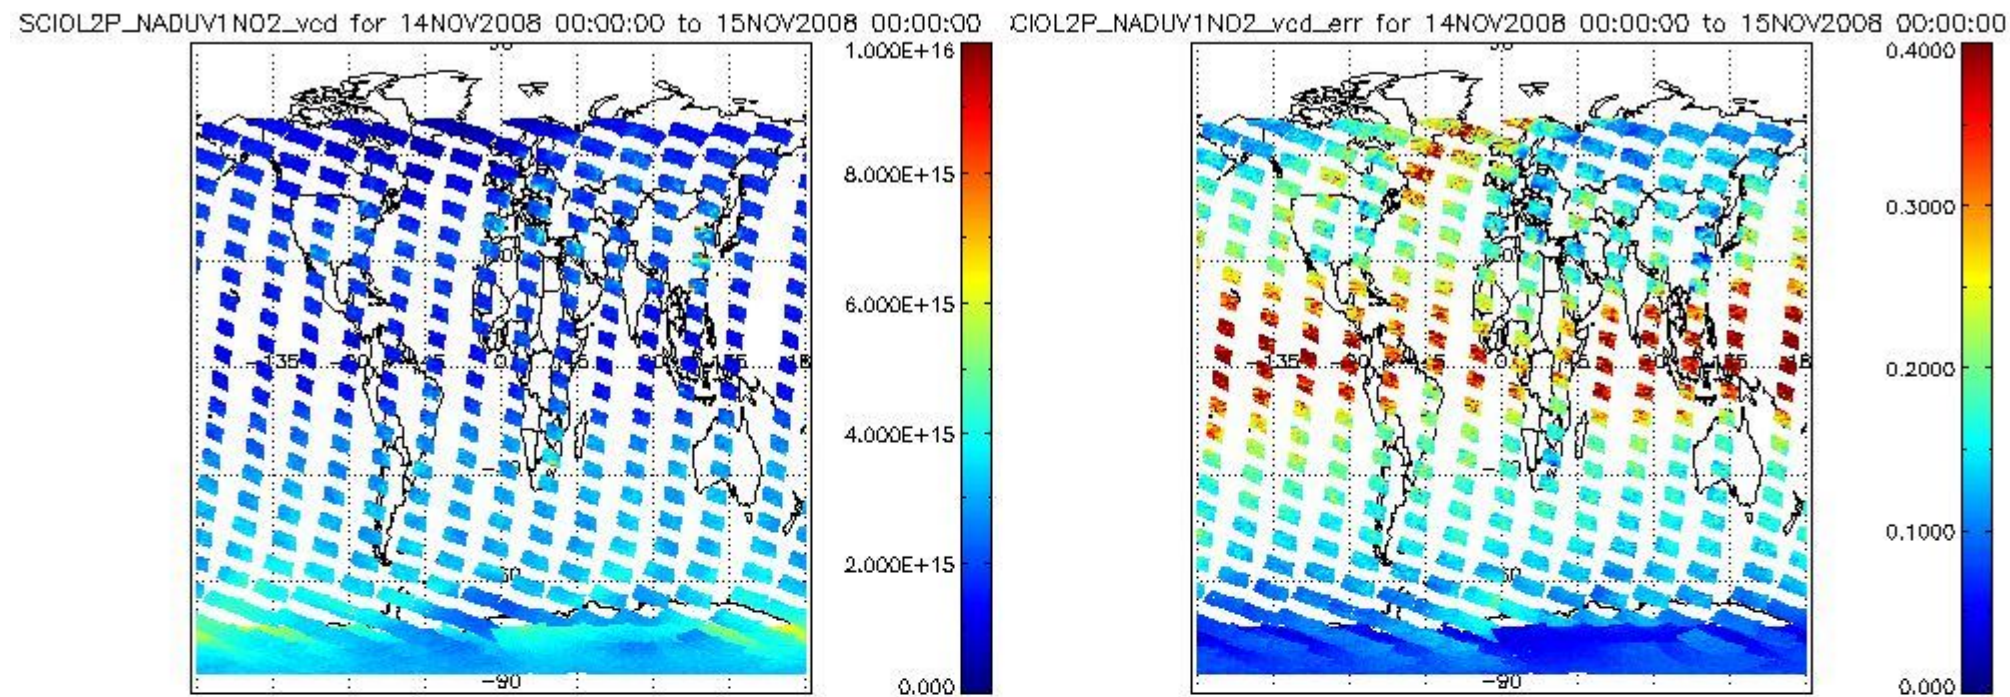 SCIOL2P_NADUV1NO2_vcd for 14NOV2008 00:00:00 to 15NOV2008 00:00:00
1.000E+16
8.000E+15
6.000E+15
4.000E+15
2.000E+15
0.000
-135
-90
CIOL2P_NADUV1NO2_vcd_err for 14NOV2008 00:00:00 to 15NOV2008 00:00:00
0.4000
0.3000
0.2000
0.1000
0.000
-135
-90